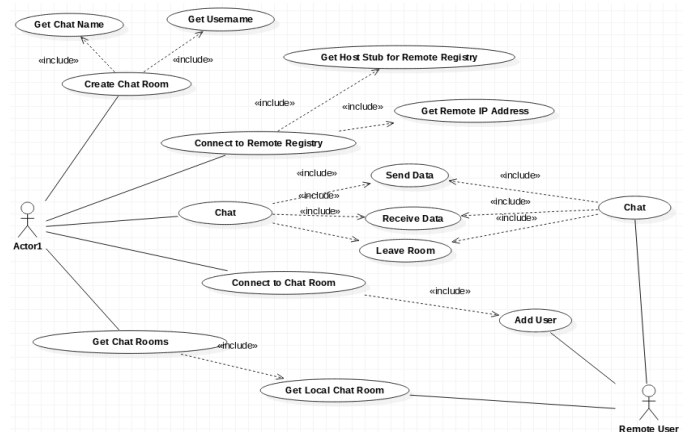 Get Chat Name
Get Username
«include»
«include»
Get Host Stub for Remote Registry
Create Chat Room
«include»
«include»
Get Remote IP Address
Connect to Remote Registry
«include»
Send Data
«include»
«include»
«include»
«include»
Chat
Receive Data
Chat
«include»
Actor1
Leave Room
Connect to Chat Room
«include»
Add User
Get Chat Rooms
«include»
Get Local Chat Room
Remote User